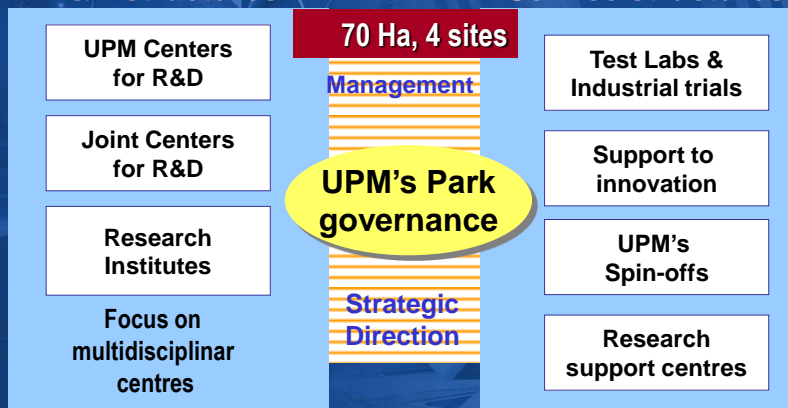 70 Ha, 4 sites
UPM Centers
for R&D
Joint Centers
for R&D
Research
Institutes
Focus on
multidisciplinar
centres
Management
UPM's Park
governance
Strategic
Direction
Test Labs &
Industrial trials
Support to
innovation
UPM's
Spin-offs
Research
support centres